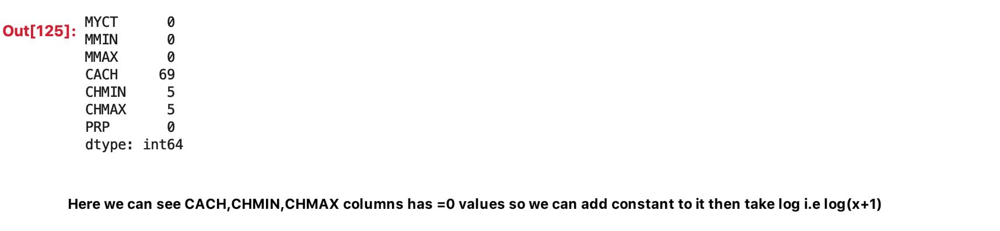 Out[125]:
MYCT 0
MMIN 0
MMAX 0
CACH 69
CHMIN 5
CHMAX 5
PRP 0
dtype: int64
Here we can see CACH,CHMIN,CHMAX columns has =0 values so we can add constant to it then take log i.e log(x+1)